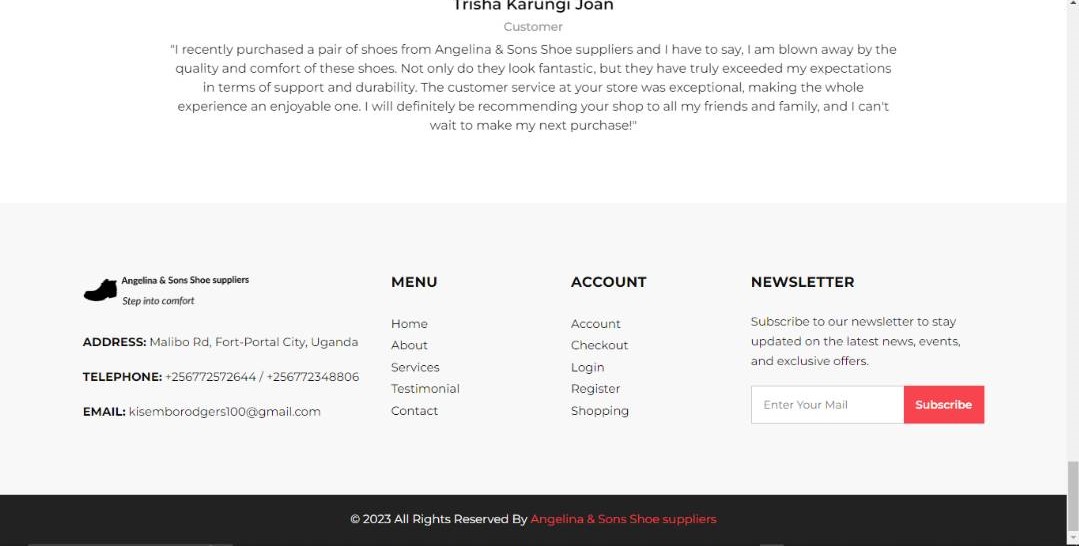 Trisha Karungi Joan
Customer
"I recently purchased a pair of shoes from Angelina & Sons Shoe suppliers and I have to say, I am blown away by the
quality and comfort of these shoes. Not only do they look fantastic, but they have truly exceeded my expectations
in terms of support and durability. The customer service at your store was exceptional, making the whole
experience an enjoyable one. I will definitely be recommending your shop to all my friends and family, and I can't
wait to make my next purchase!"
Angelina & Sons Shoe suppliers
Step into comfort
ADDRESS: Malibo Rd, Fort-Portal City, Uganda
TELEPHONE: +256772572644 / +256772348806
EMAIL: kisemborodgers100@gmail.com
MENU
Home
About
Services
Testimonial
Contact
ACCOUNT
Account
Checkout
Login
Register
Shopping
NEWSLETTER
Subscribe to our newsletter to stay
updated on the latest news, events,
and exclusive offers.
Enter Your Mail
Subscribe
© 2023 All Rights Reserved By Angelina & Sons Shoe suppliers